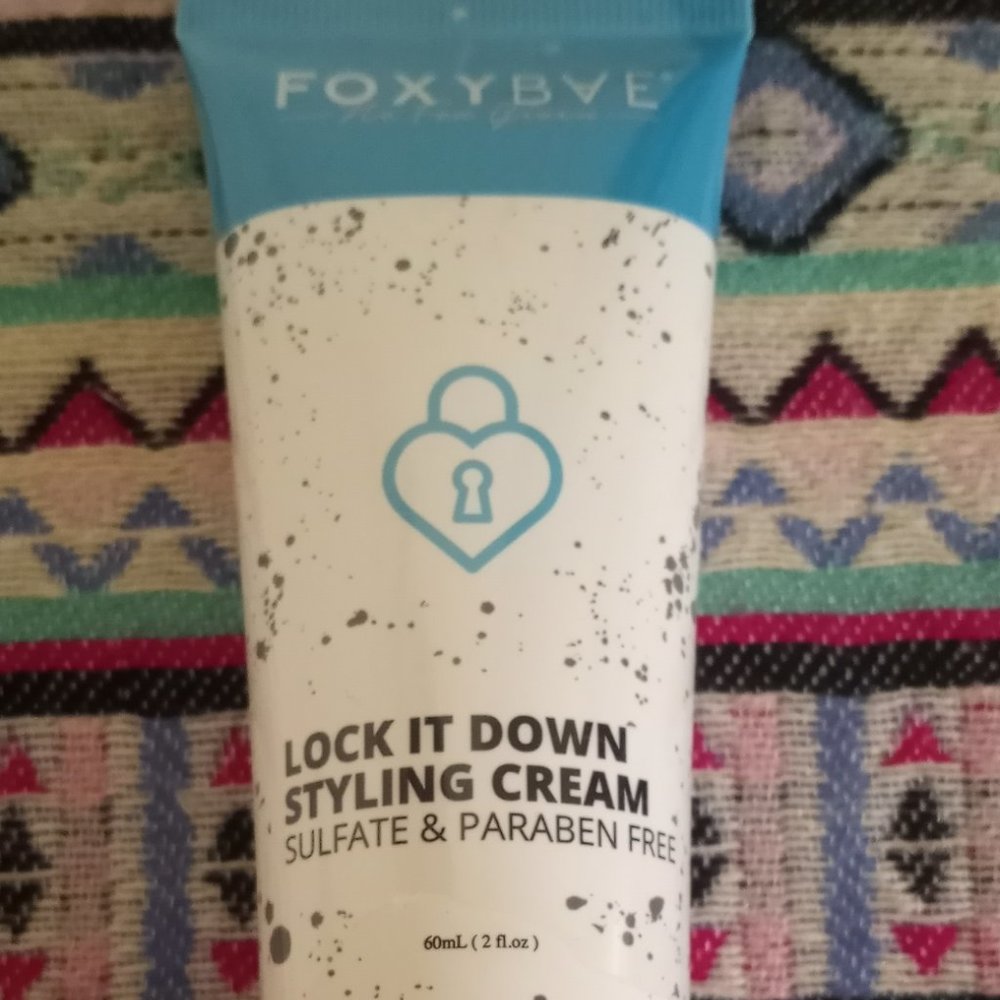 FOXYBAE
LOCK IT DOWN
STYLING CREAM
SULFATE & PARABEN FREE
60mL ( 2 fl.oz )